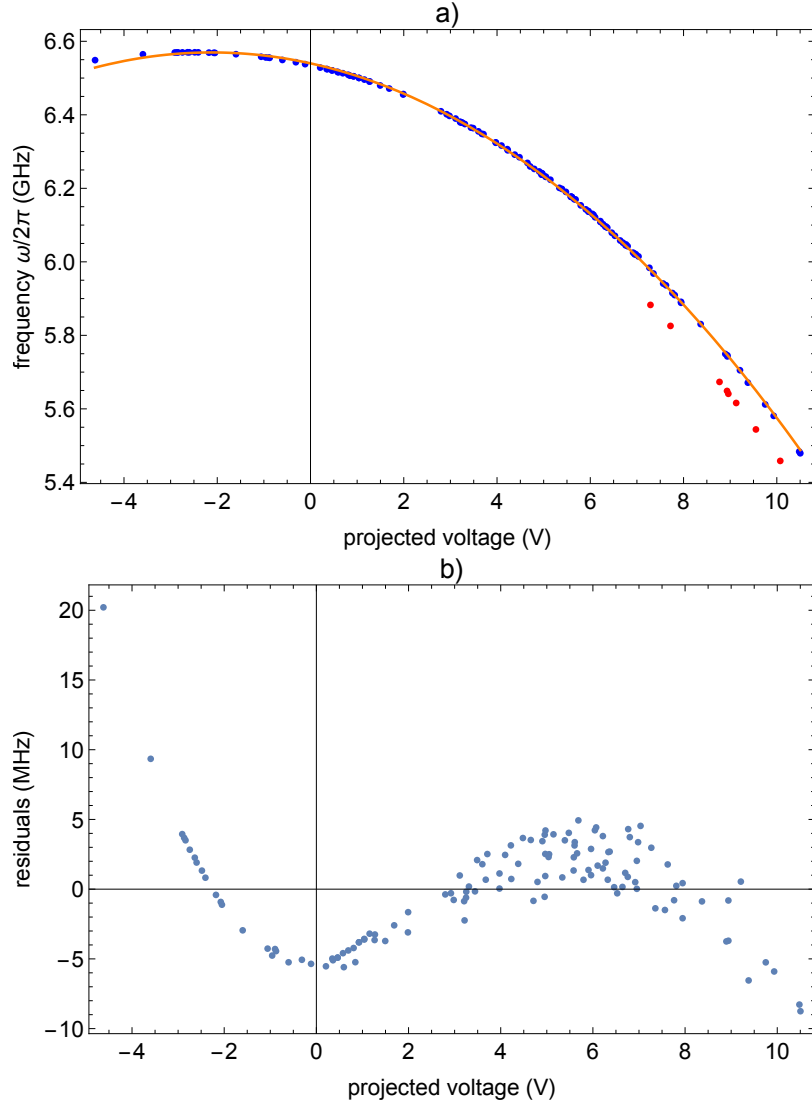 a)
6.6
6.4
6.2
6.0
5.8
5.6
5.4
frequency ω/2π (GHz)
−4 −2 0 2 4 6 8 10
projected voltage (V)
b)
20
15
10
5
0
−5
−10
residuals (MHz)
−4 −2 0 2 4 6 8 10
projected voltage (V)